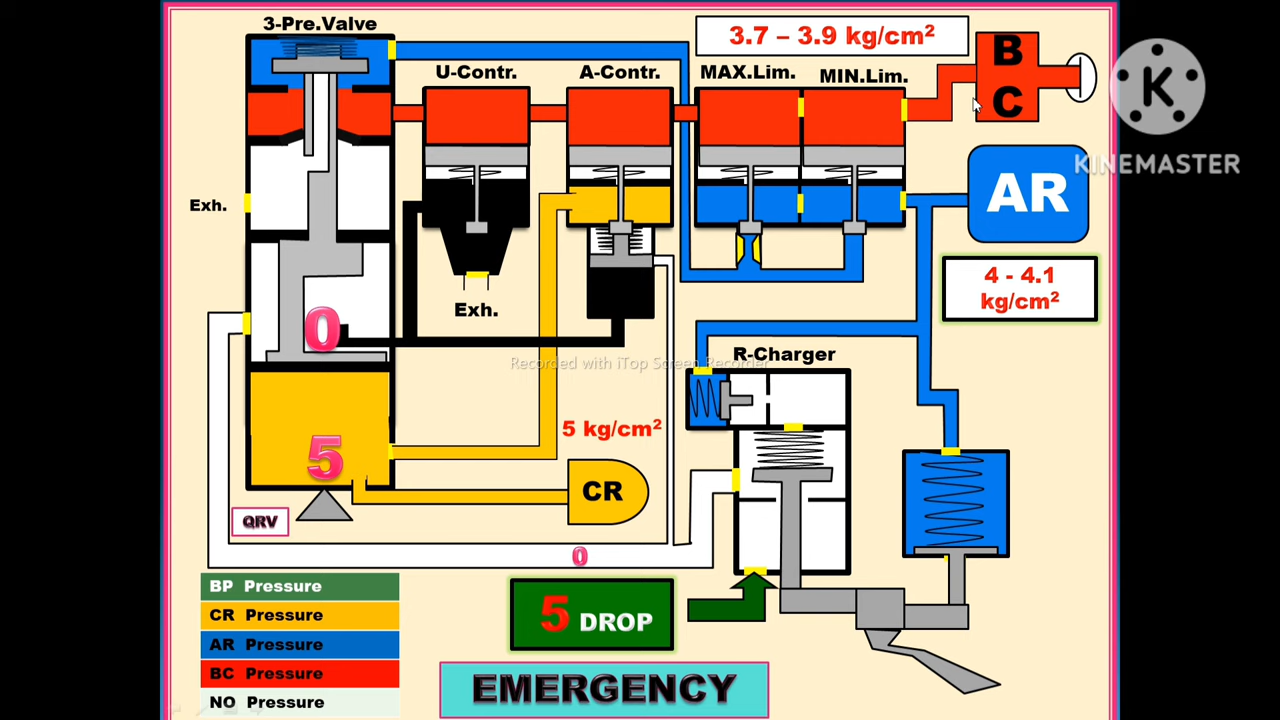 3-Pre.Valve
3.7 – 3.9 kg/cm²
B
C
K
KINEMASTER
U-Contr.
A-Contr.
MAX.Lim.
MIN.Lim.
Exh.
AR
4 - 4.1
kg/cm²
Exh.
0
Recorded with iTop Screen Recorder
R-Charger
5 kg/cm²
5
CR
QRV
0
BP Pressure
CR Pressure
AR Pressure
BC Pressure
NO Pressure
5 DROP
EMERGENCY